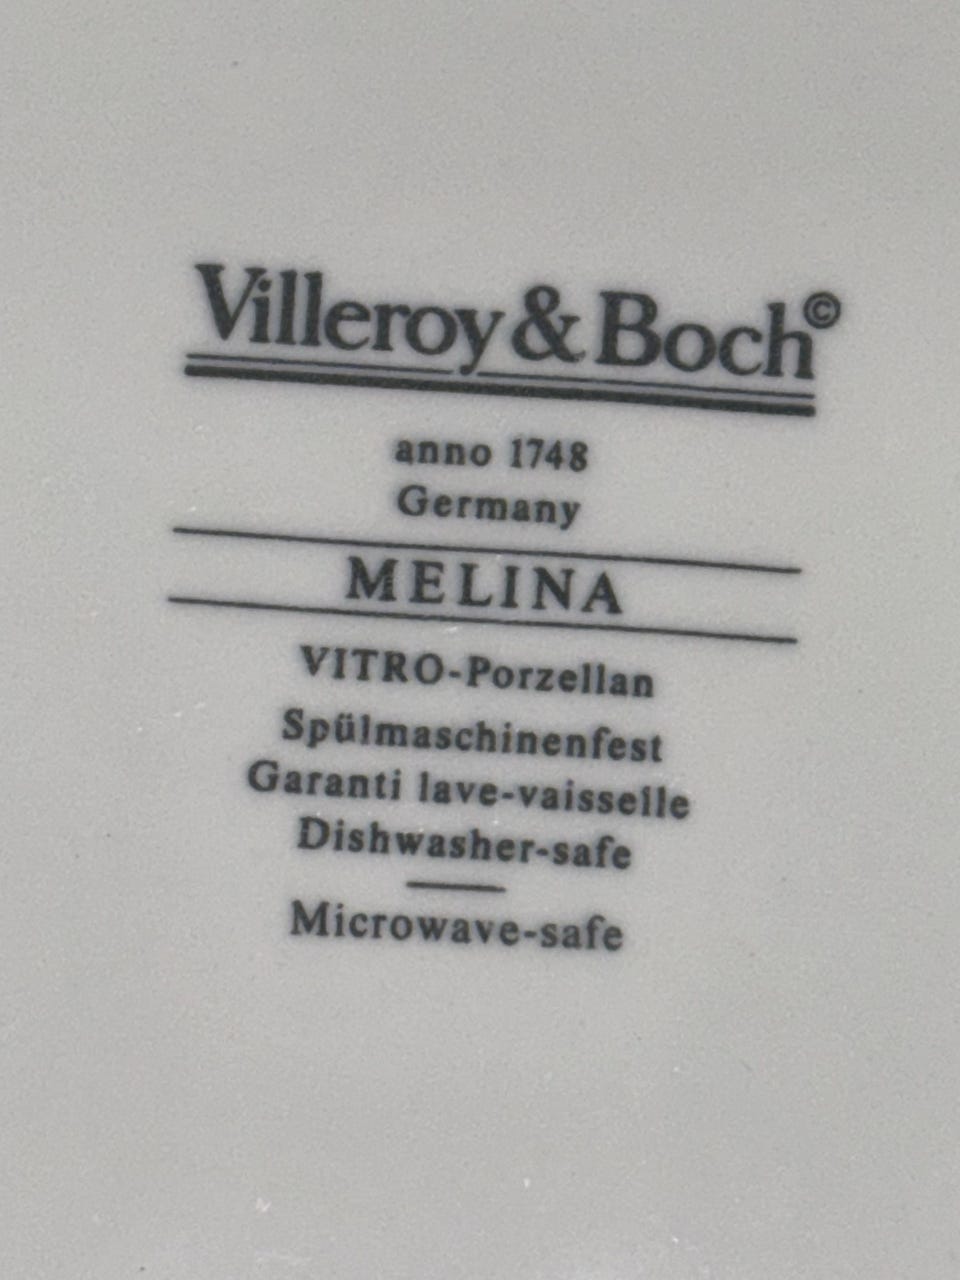 Villeroy & Boch©
anno 1748
Germany
MELINA
VITRO-Porzellan
Spülmaschinenfest
Garanti lave-vaisselle
Dishwasher-safe
Microwave-safe